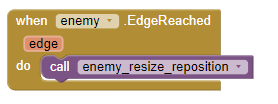 when enemy .EdgeReached
edge
do call enemy_resize_reposition